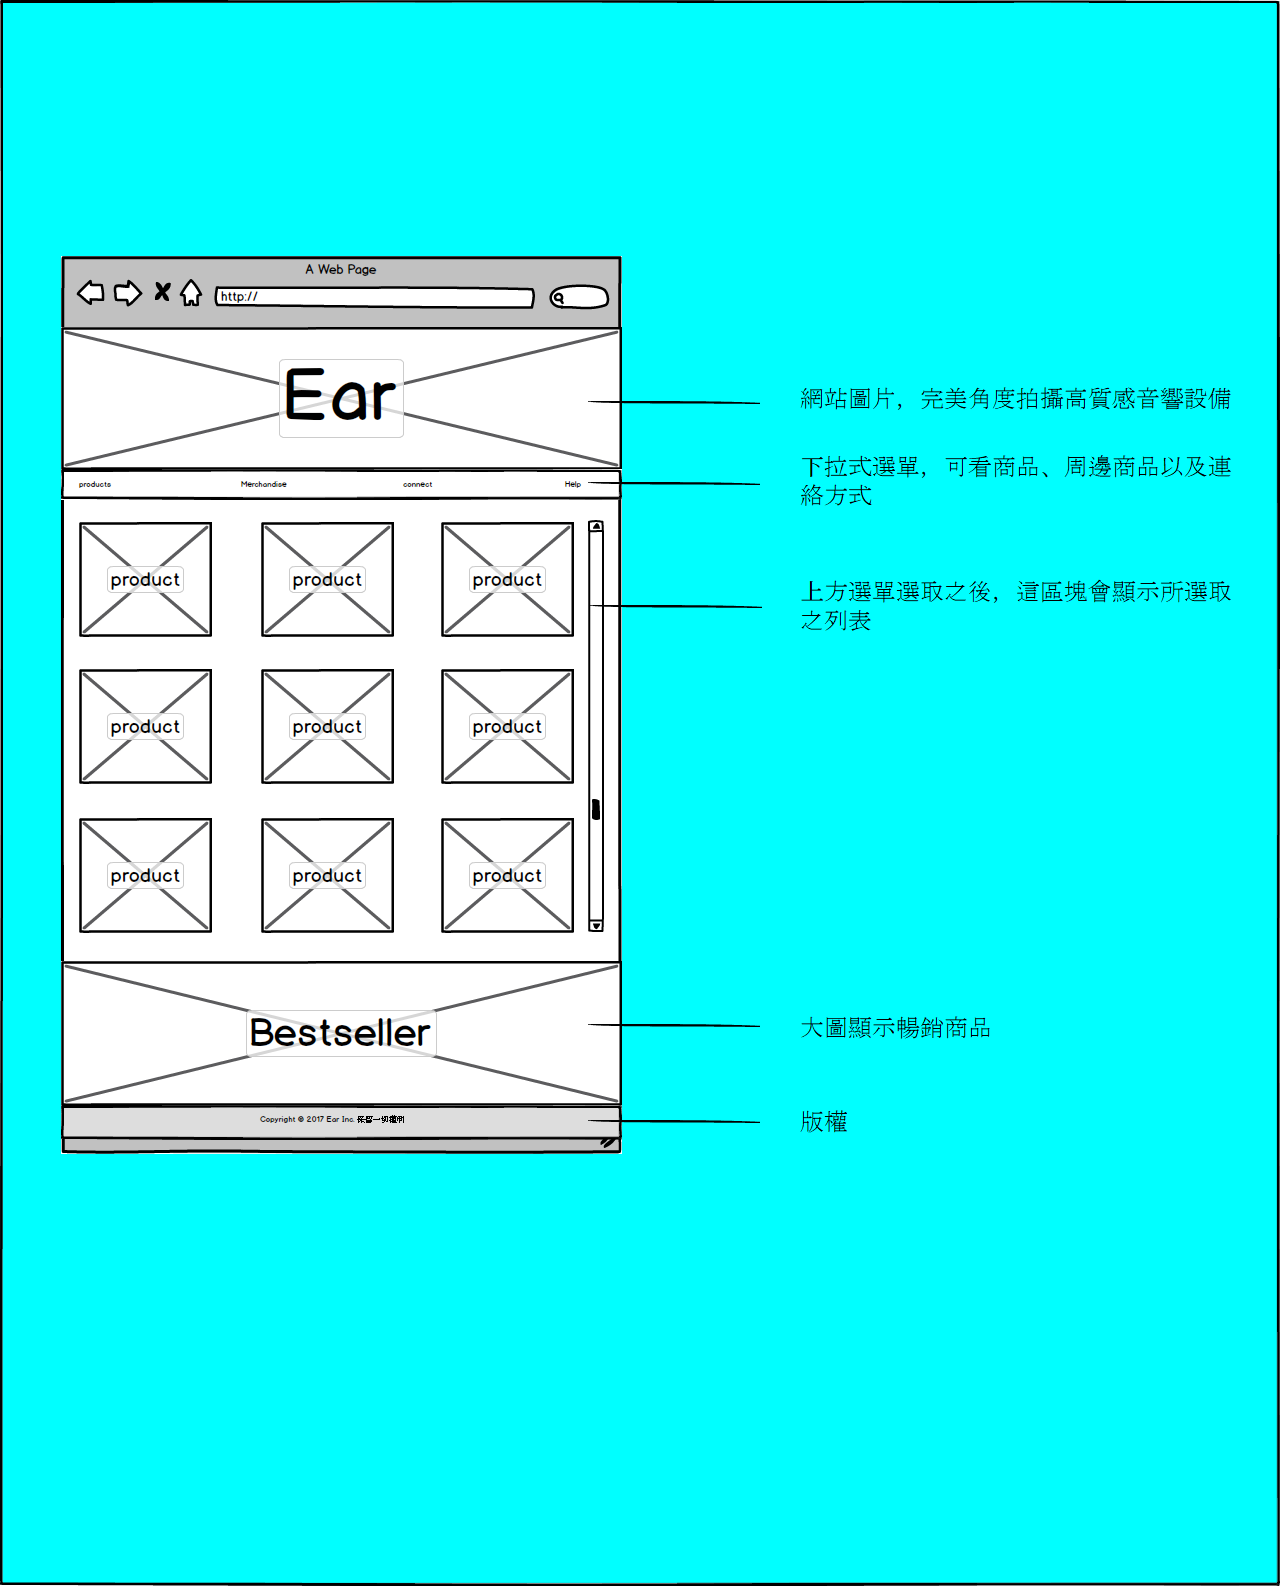 A Web Page
http://
Ear
網站圖片，完美角度拍攝高質感音響設備
products Merchandise connect Help
下拉式選單，可看商品、周邊商品以及連
絡方式
product product product
上方選單選取之後，這區塊會顯示所選取
之列表
product product product
product product product
Bestseller
大圖顯示暢銷商品
Copyright © 2017 Ear Inc. 保留一切權利
版權